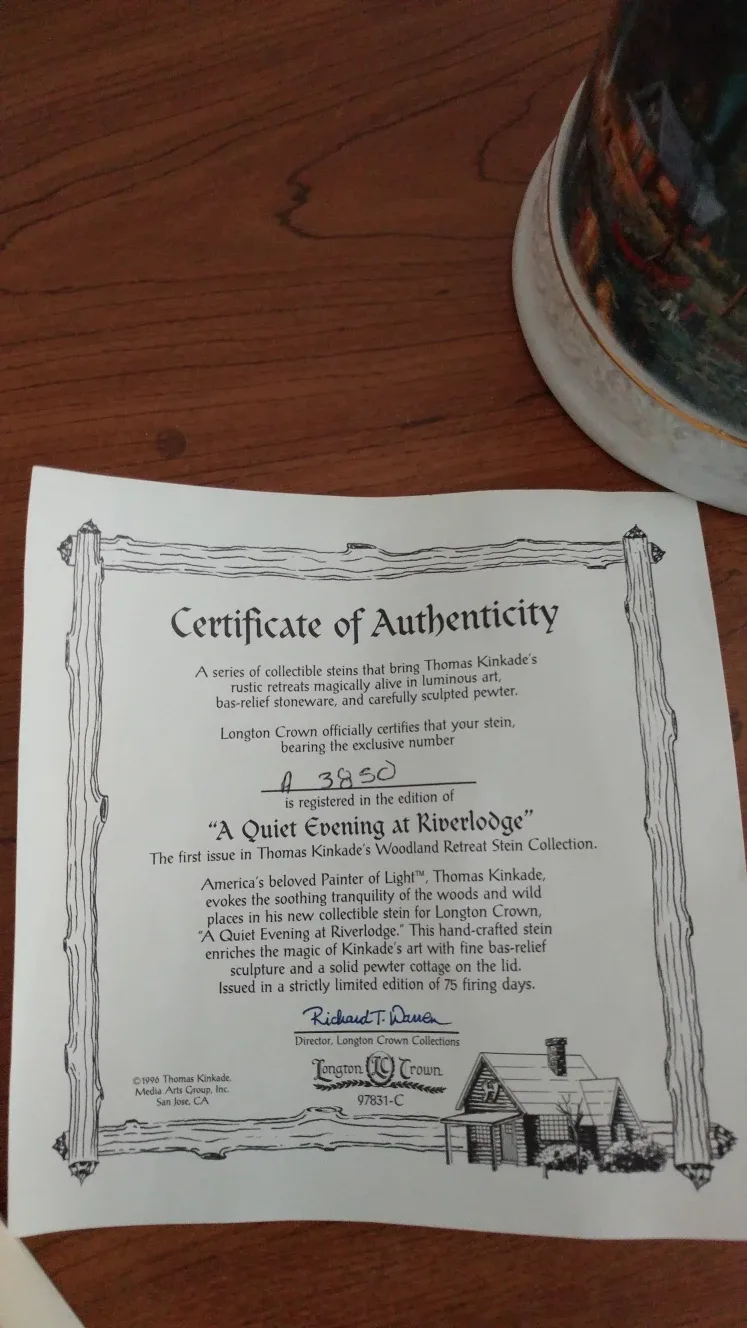 Certificate of Authenticity
A series of collectible steins that bring Thomas Kinkade's
rustic retreats magically alive in luminous art,
bas-relief stoneware, and carefully sculpted pewter.
Longton Crown officially certifies that your stein,
bearing the exclusive number
A 3850
is registered in the edition of
"A Quiet Evening at Riverlodge"
The first issue in Thomas Kinkade's Woodland Retreat Stein Collection.
America's beloved Painter of Light™, Thomas Kinkade,
evokes the soothing tranquility of the woods and wild
places in his new collectible stein for Longton Crown,
"A Quiet Evening at Riverlodge." This hand-crafted stein
enriches the magic of Kinkade's art with fine bas-relief
sculpture and a solid pewter cottage on the lid.
Issued in a strictly limited edition of 75 firing days.
Richard T. Warren
Director, Longton Crown Collections
Longton LC Crown
97831-C
©1996 Thomas Kinkade,
Media Arts Group, Inc.
San Jose, CA